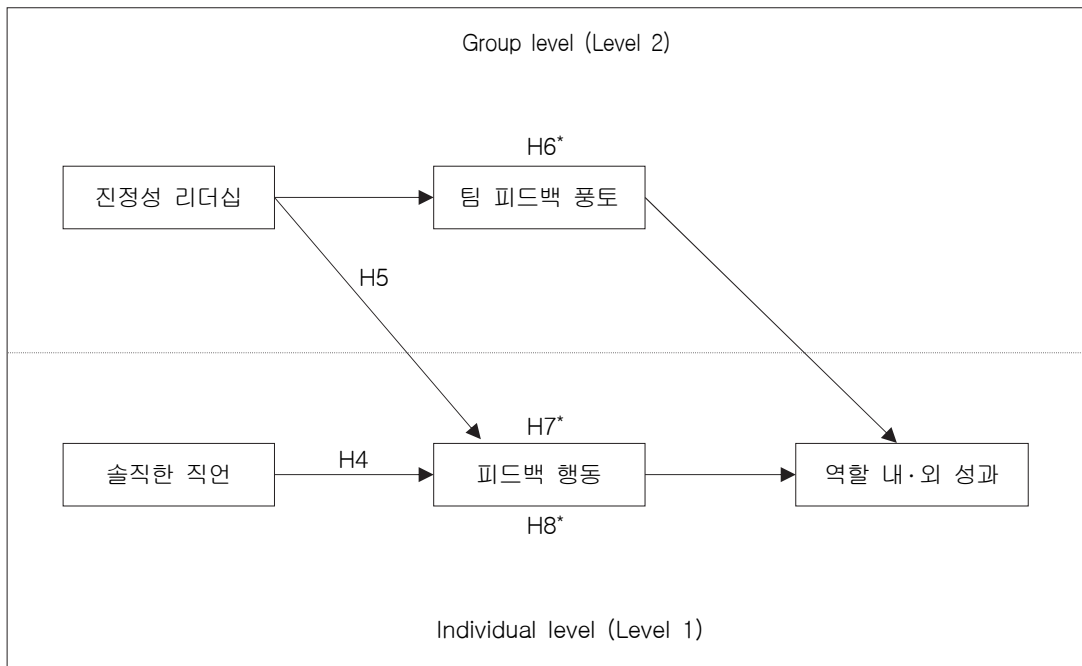 Group level (Level 2)
H6*
진정성 리더십
팀 피드백 풍토
H5
H7*
솔직한 직언
H4
피드백 행동
역할 내·외 성과
H8*
Individual level (Level 1)